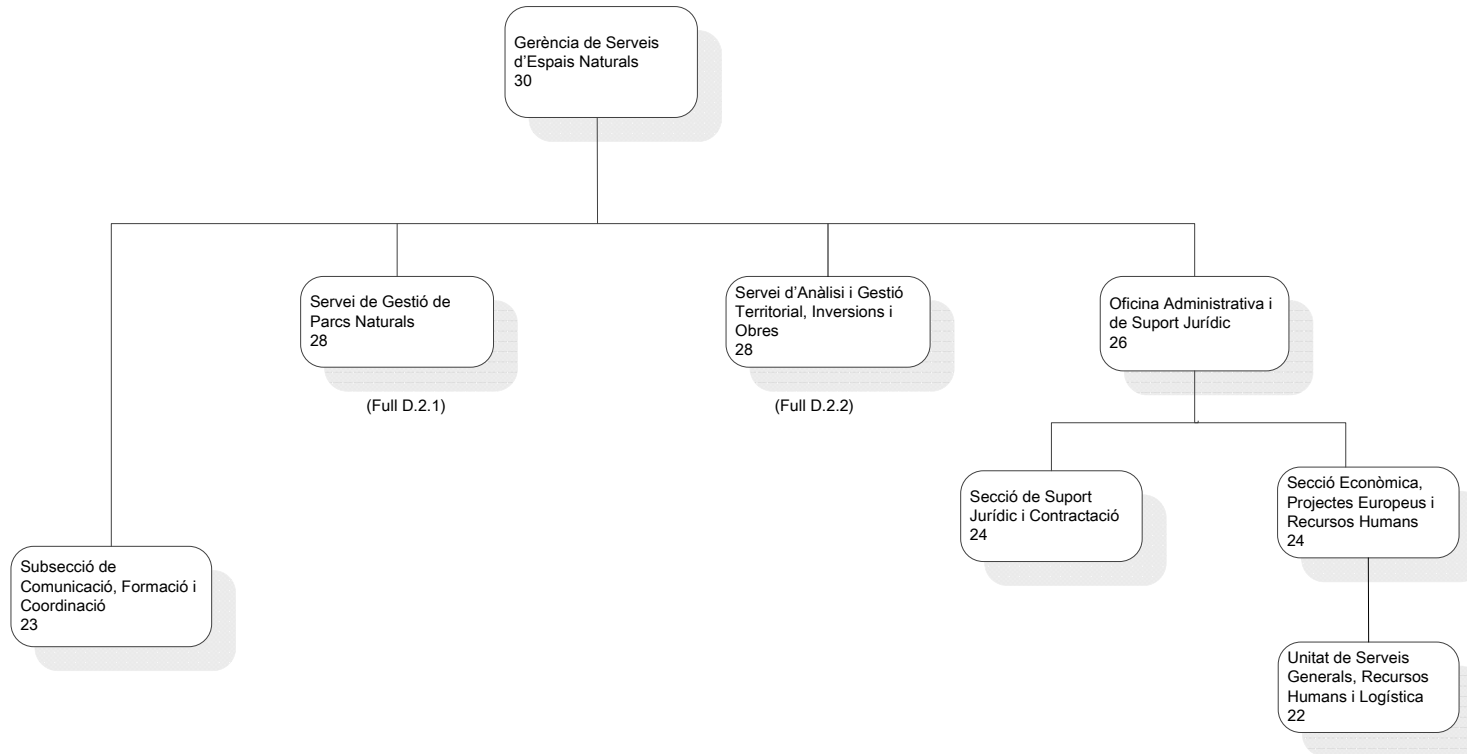 Gerència de Serveis
d’Espais Naturals
30
Servei de Gestió de
Parcs Naturals
28
(Full D.2.1)
Servei d’Anàlisi i Gestió
Territorial, Inversions i
Obres
28
(Full D.2.2)
Oficina Administrativa i
de Suport Jurídic
26
Secció de Suport
Jurídic i Contractació
24
Secció Econòmica,
Projectes Europeus i
Recursos Humans
24
Subsecció de
Comunicació, Formació i
Coordinació
23
Unitat de Serveis
Generals, Recursos
Humans i Logística
22